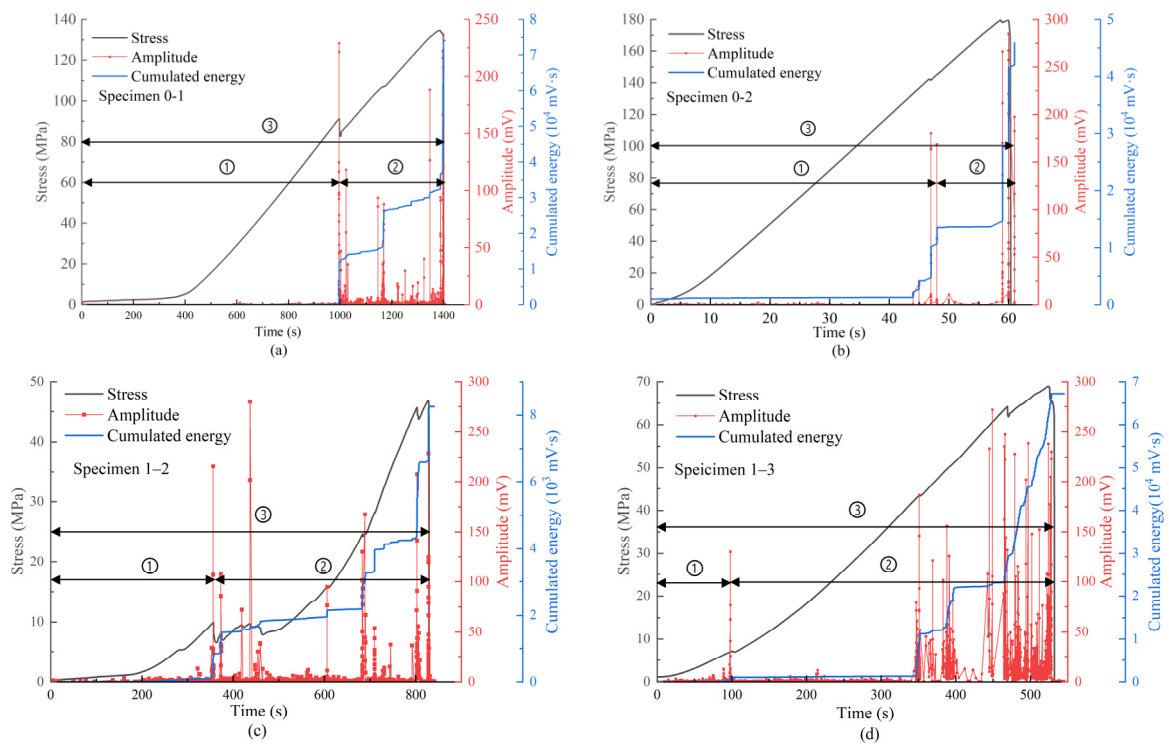 Stress
Amplitude
Cumulated energy
Specimen 0-1
③
①
②
Stress (MPa)
0
20
40
60
80
100
120
140
Amplitude (mV)
0
50
100
150
200
250
Cumulated energy (10⁴ mV·s)
0
1
2
3
4
5
6
7
8
0 200 400 600 800 1000 1200 1400
Time (s)
(a)
Stress
Amplitude
Cumulated energy
Specimen 0-2
③
①
②
Stress (MPa)
0
20
40
60
80
100
120
140
160
180
Amplitude (mV)
0
50
100
150
200
250
300
Cumulated energy (10⁴ mV·s)
0
1
2
3
4
5
0 10 20 30 40 50 60
Time (s)
(b)
Stress
Amplitude
Cumulated energy
Specimen 1–2
③
①
②
Stress (MPa)
0
10
20
30
40
50
Amplitude (mV)
0
50
100
150
200
250
300
Cumulated energy (10³ mV·s)
0
2
4
6
8
0 200 400 600 800
Time (s)
(c)
Stress
Amplitude
Cumulated energy
Speicimen 1–3
③
①
②
Stress (MPa)
0
10
20
30
40
50
60
70
Amplitude (mV)
0
50
100
150
200
250
300
Cumulated energy(10⁴ mV·s)
0
1
2
3
4
5
6
7
0 100 200 300 400 500
Time (s)
(d)